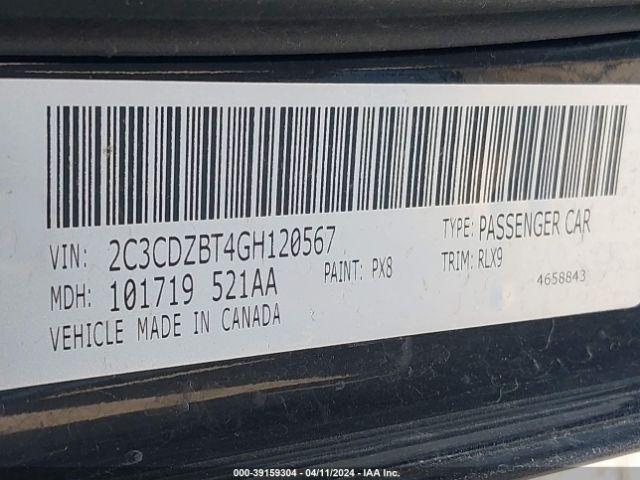 VIN: 2C3CDZBT4GH120567
TYPE: PASSENGER CAR
MDH: 101719 521AA
PAINT: PX8
TRIM: RLX9
VEHICLE MADE IN CANADA
4658843
000-39159304 - 04/11/2024 - IAA Inc.